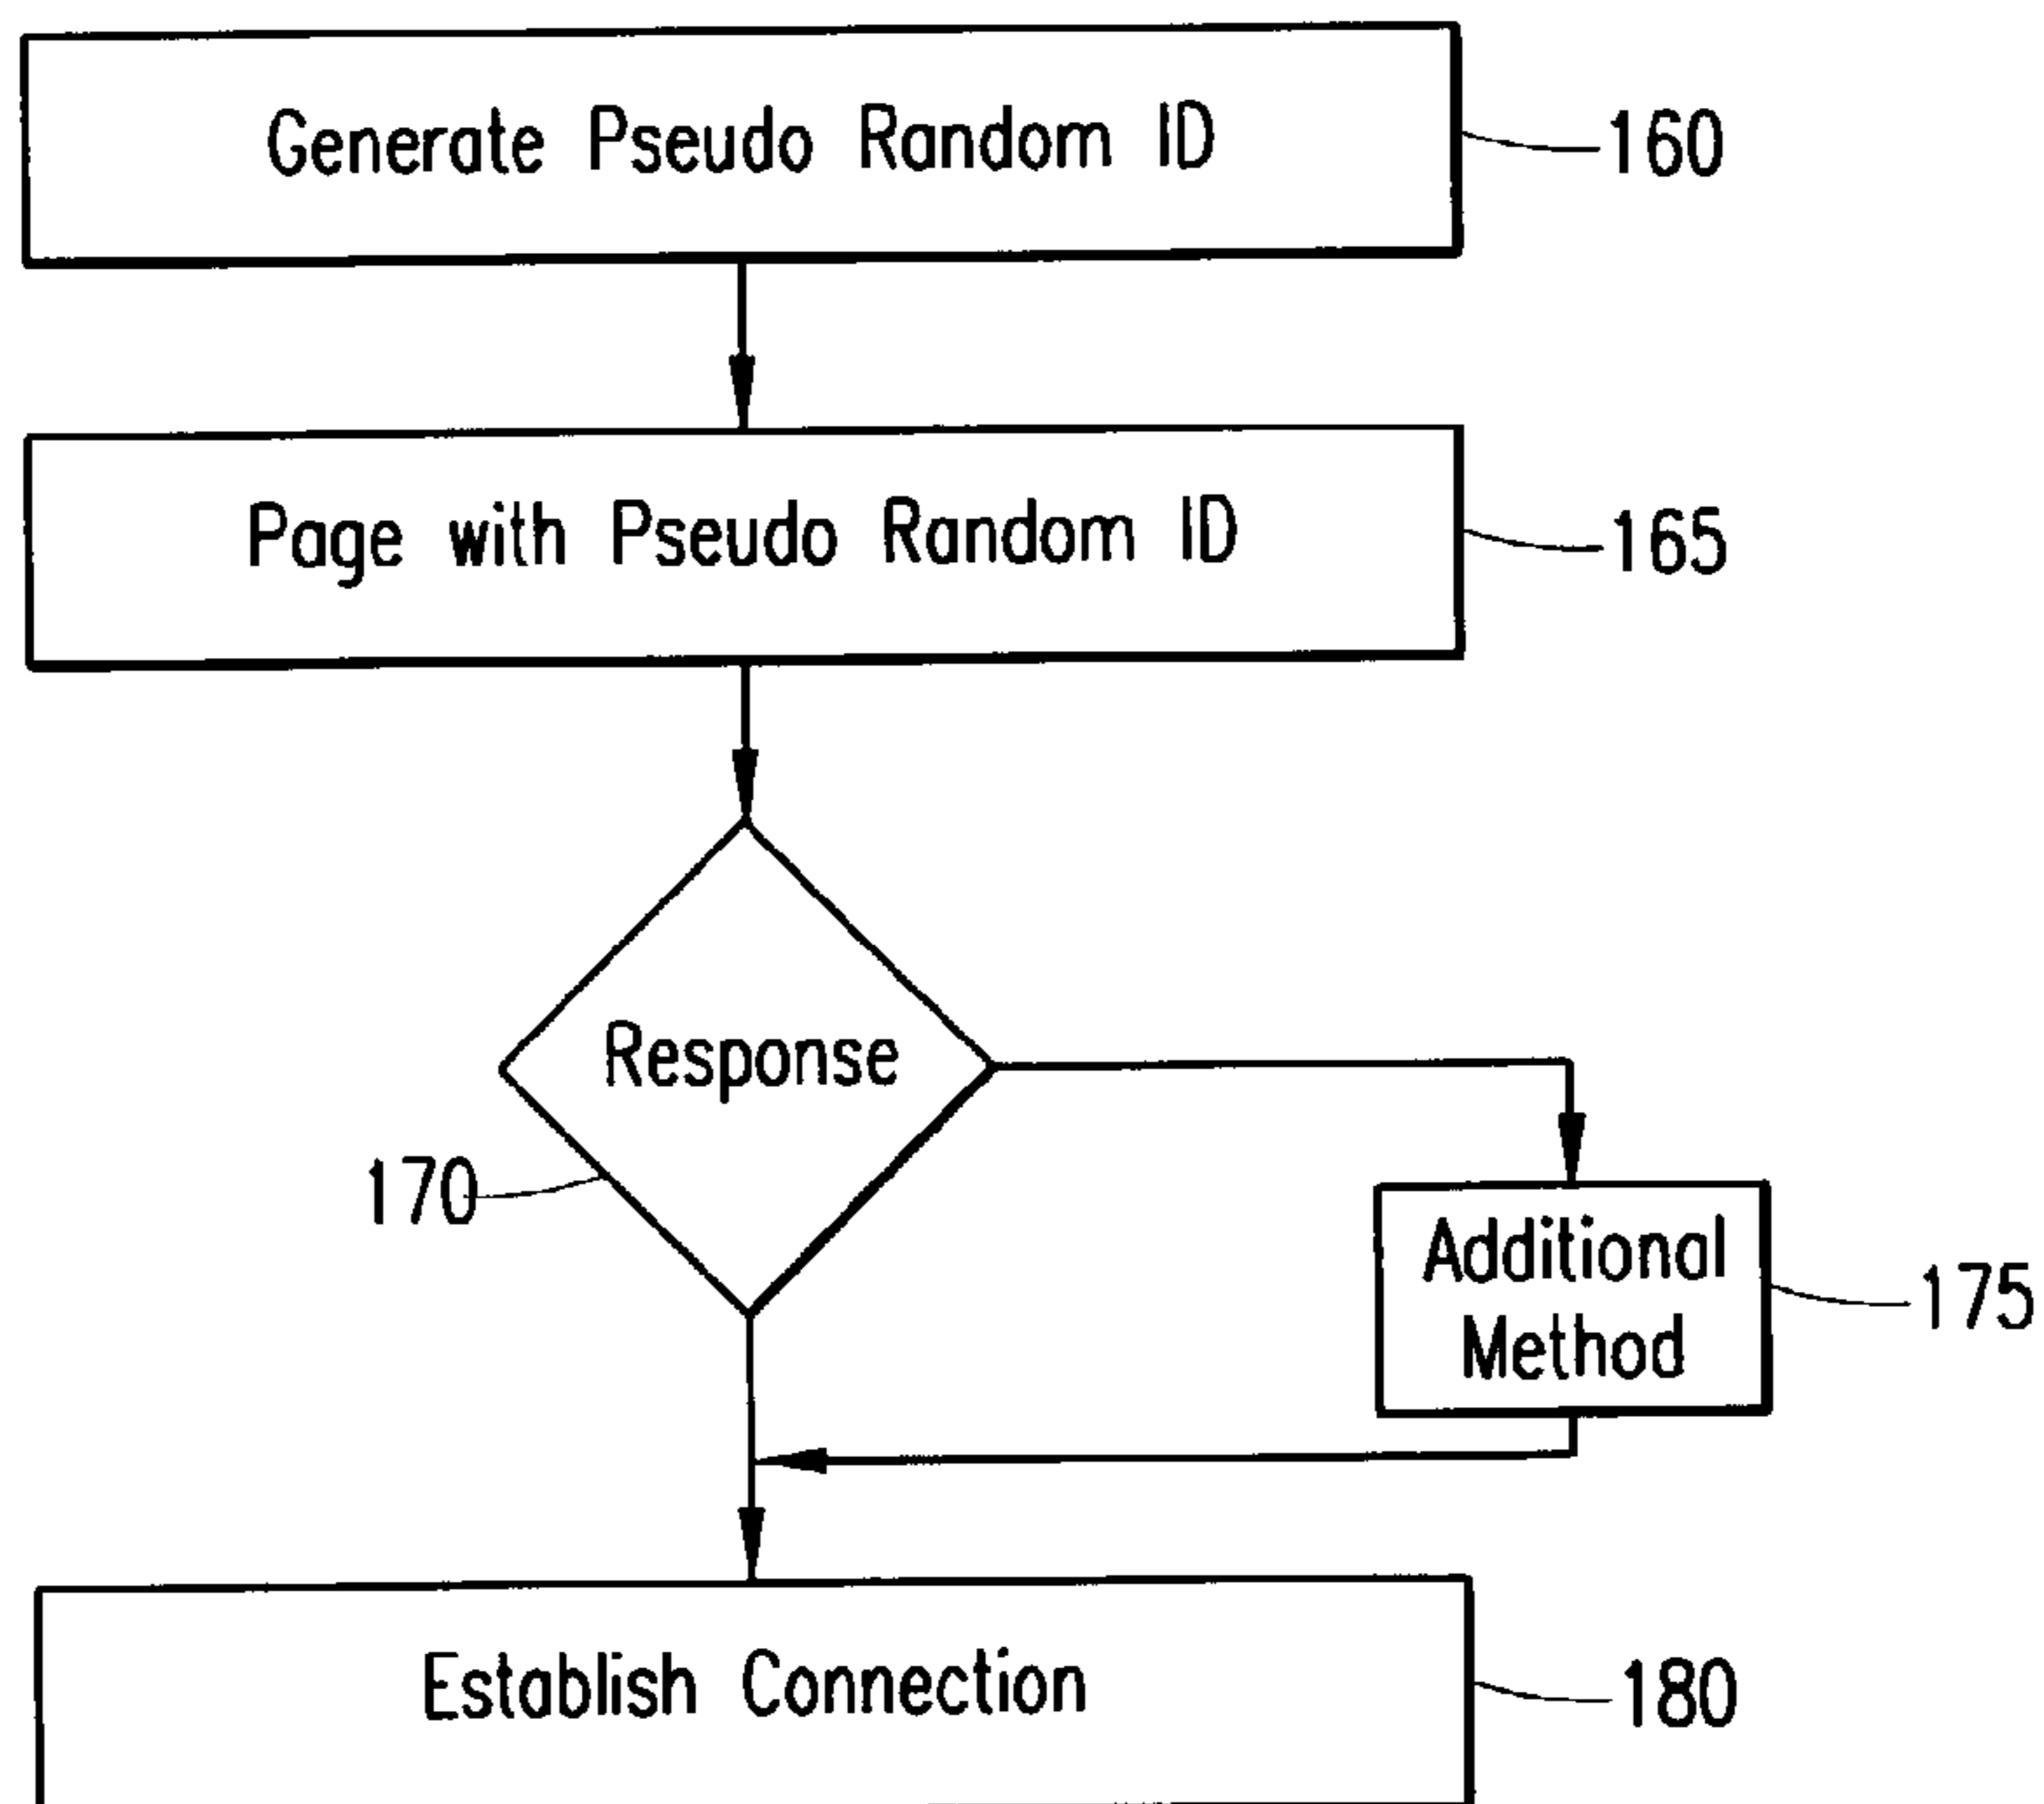 Generate Pseudo Random ID
160
Page with Pseudo Random ID
165
Response
170
Additional
Method
175
Establish Connection
180